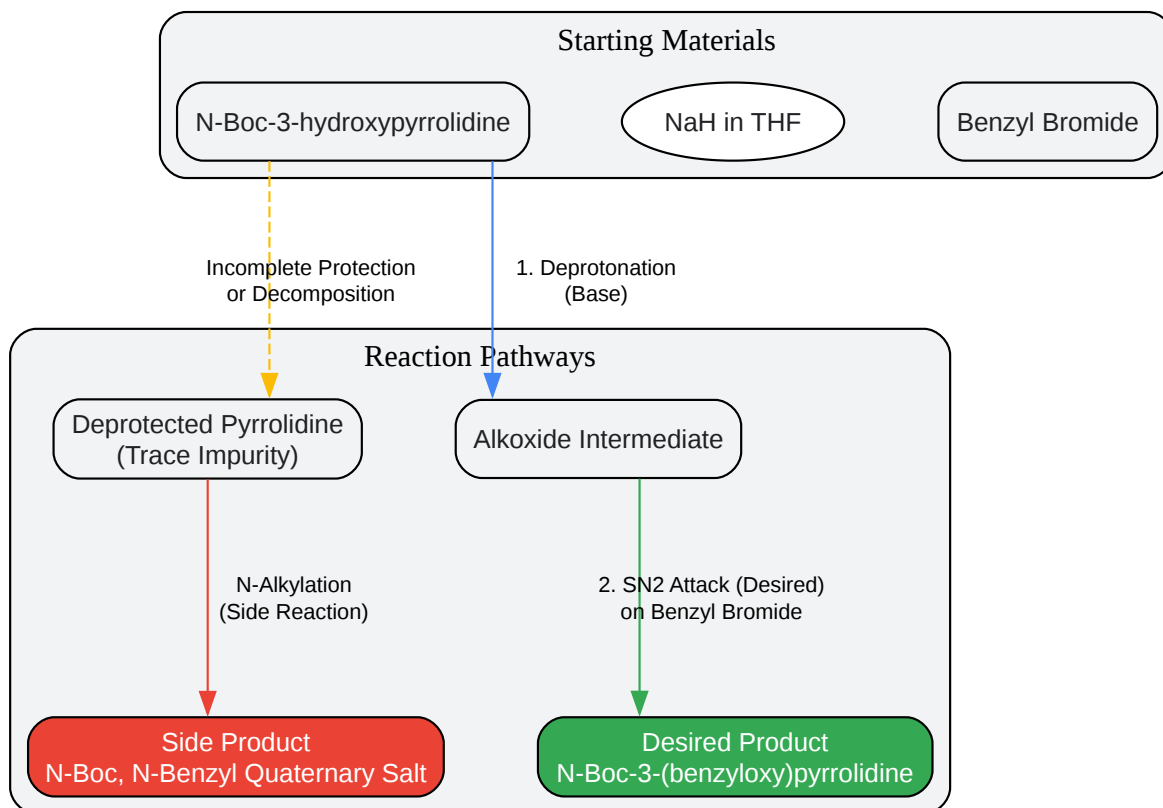 Starting Materials
N-Boc-3-hydroxypyrrolidine
NaH in THF
Benzyl Bromide
Incomplete Protection
or Decomposition
1. Deprotonation
(Base)
Reaction Pathways
Deprotected Pyrrolidine
(Trace Impurity)
Alkoxide Intermediate
N-Alkylation
(Side Reaction)
2. SN2 Attack (Desired)
on Benzyl Bromide
Side Product
N-Boc, N-Benzyl Quaternary Salt
Desired Product
N-Boc-3-(benzyloxy)pyrrolidine